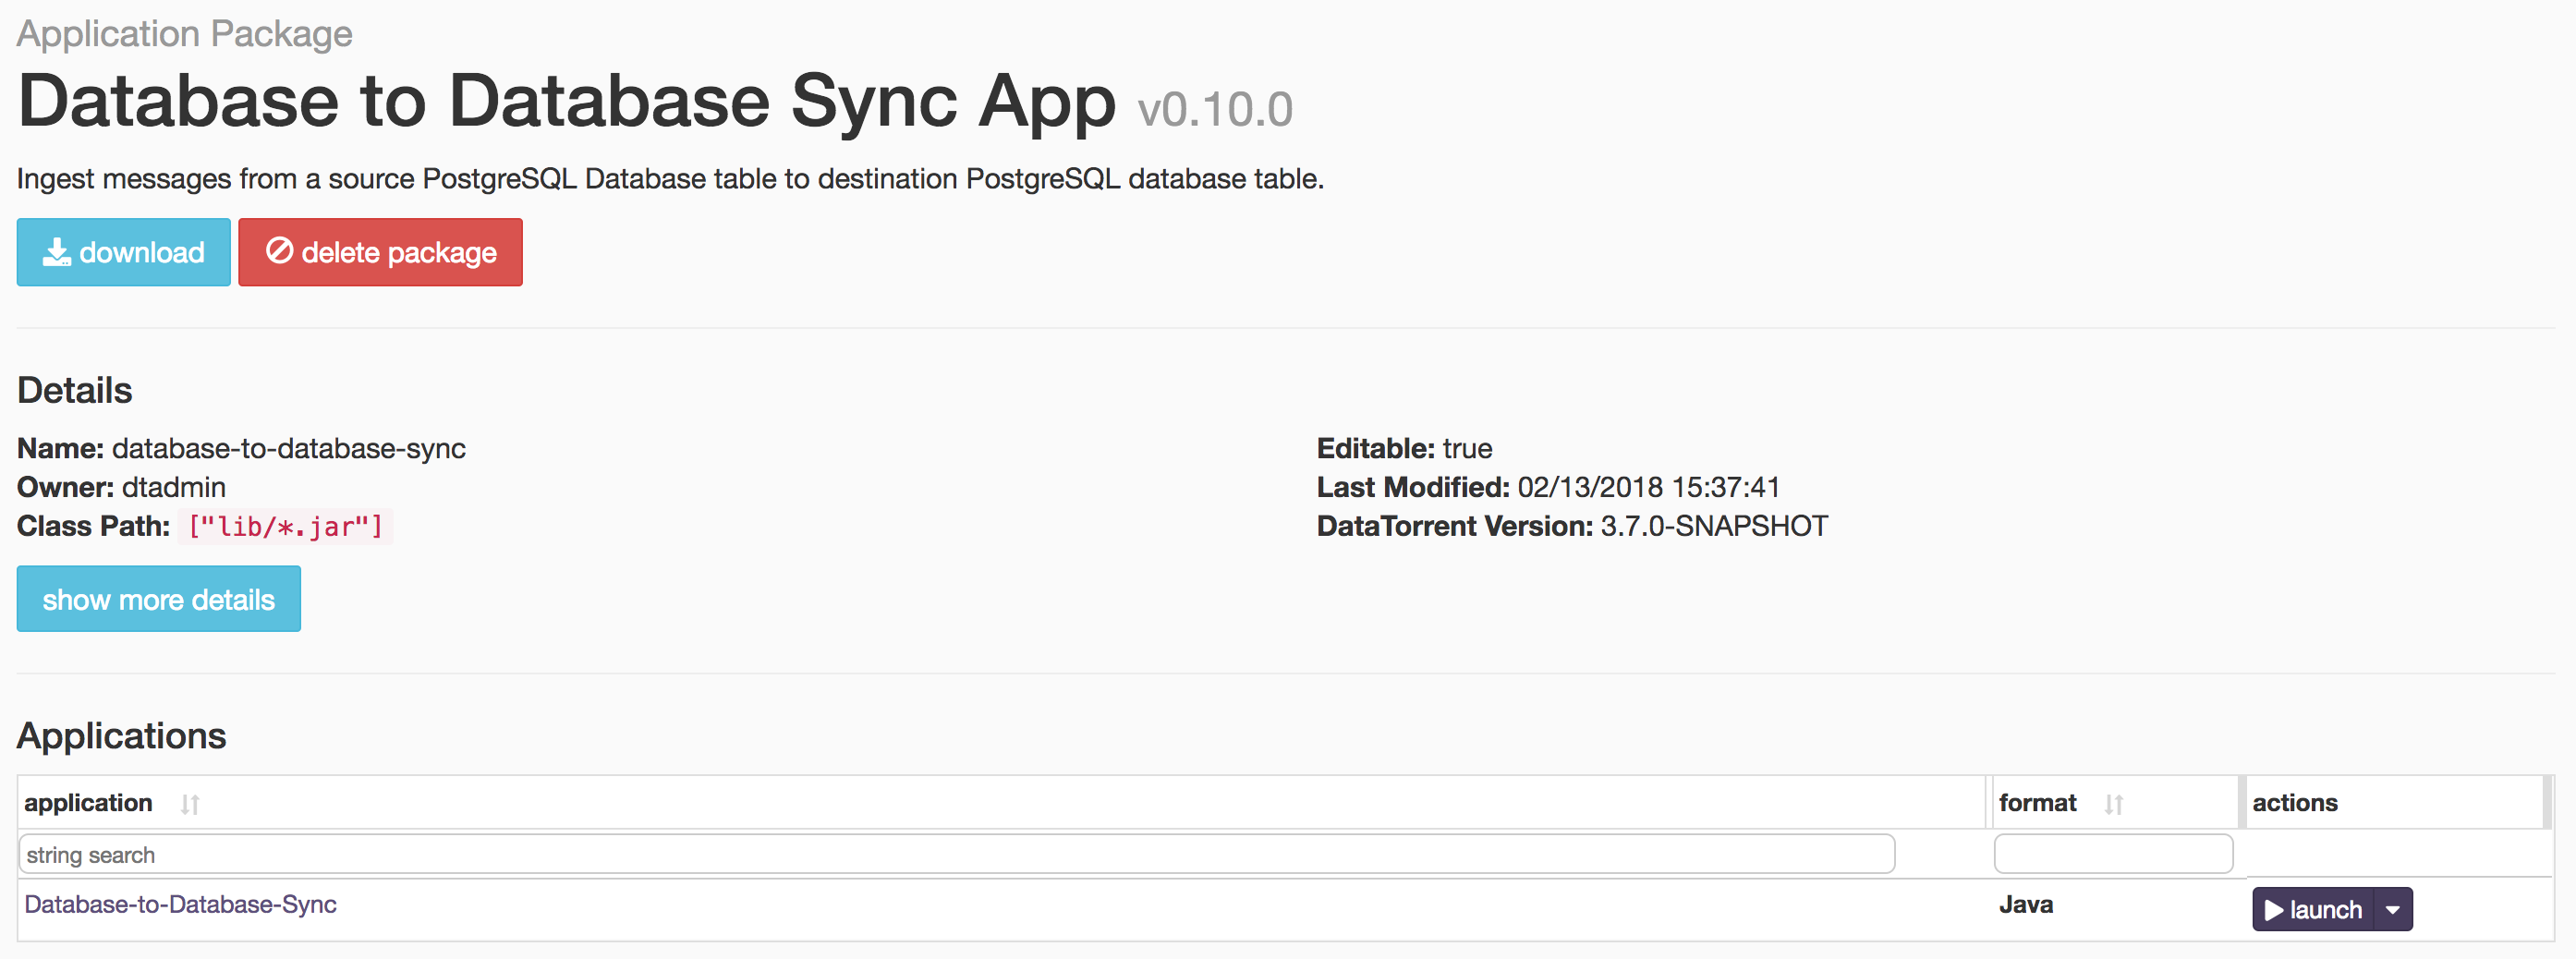 Application Package
Database to Database Sync App v0.10.0
Ingest messages from a source PostgreSQL Database table to destination PostgreSQL database table.
download delete package
Details
Name: database-to-database-sync
Owner: dtadmin
Class Path: ["lib/*.jar"]
Editable: true
Last Modified: 02/13/2018 15:37:41
DataTorrent Version: 3.7.0-SNAPSHOT
show more details
Applications
application format actions
string search
Database-to-Database-Sync Java launch